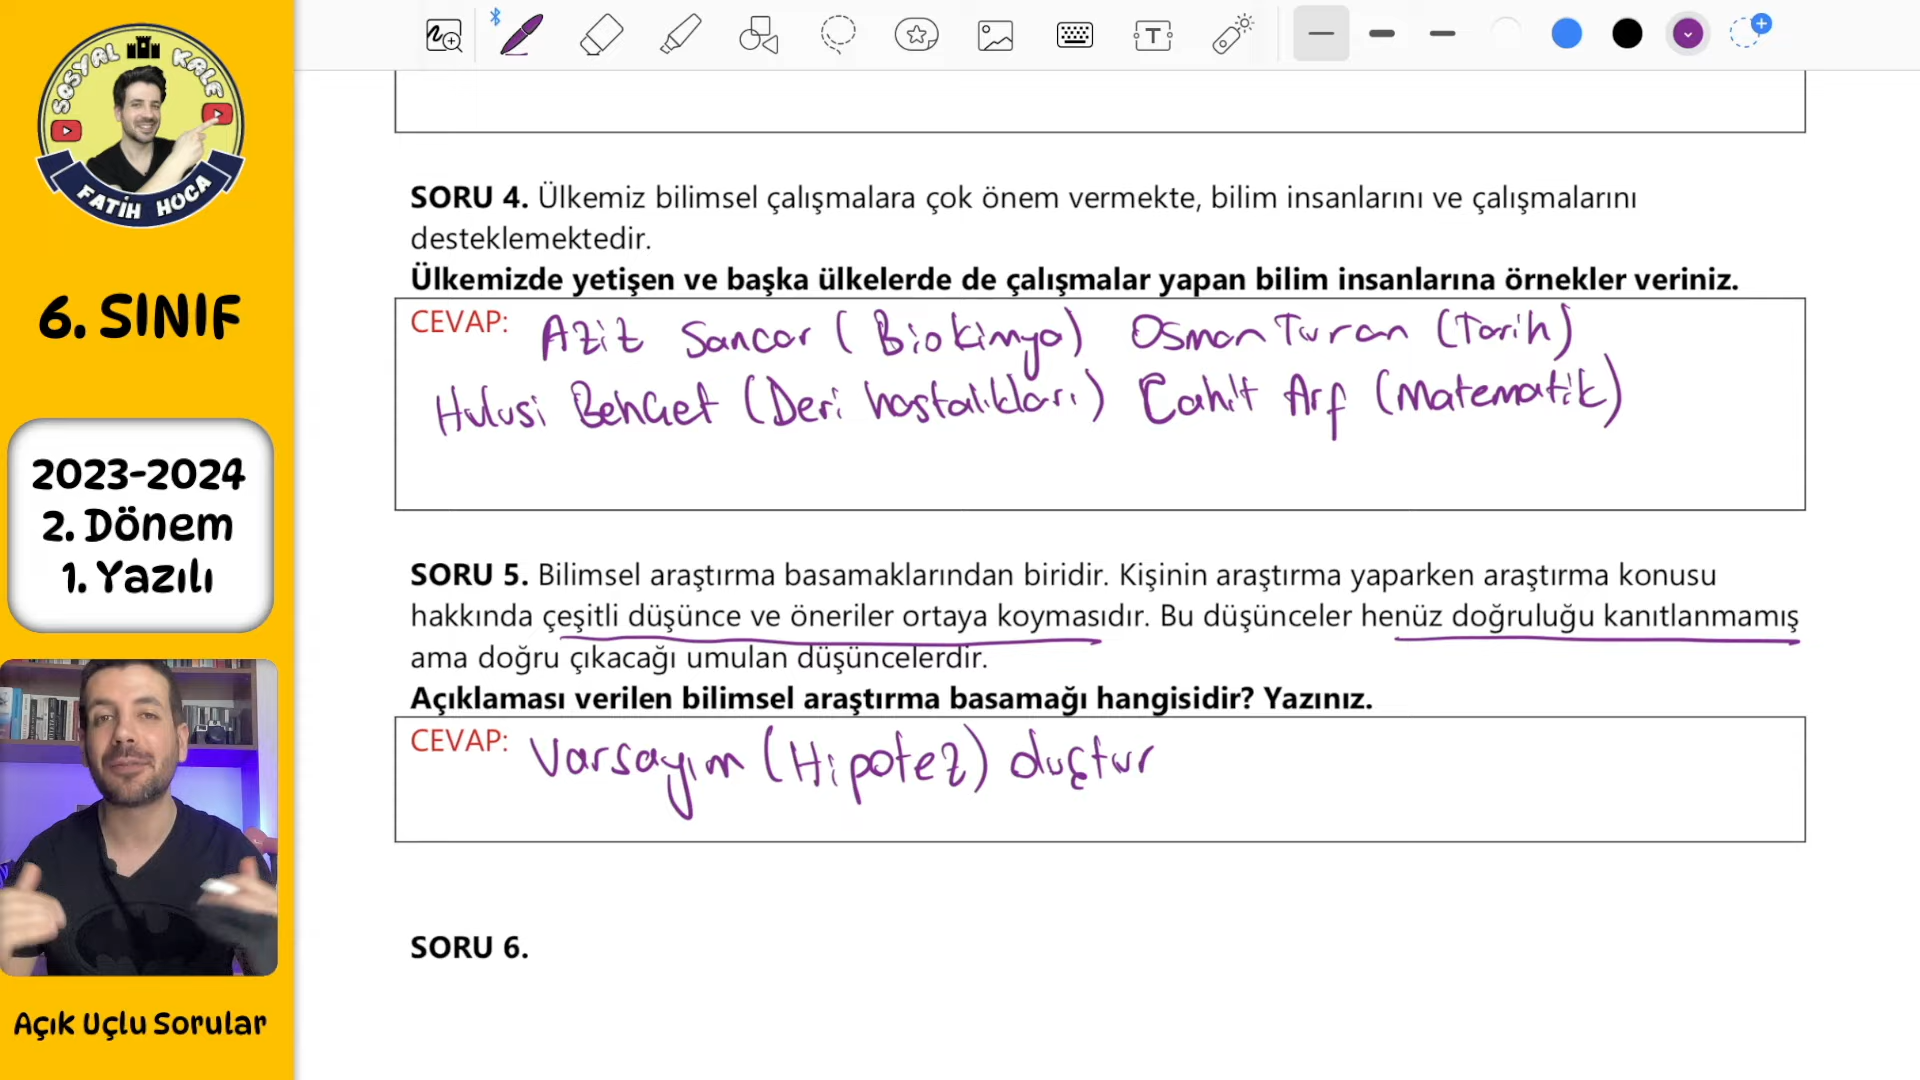 SOSYAL KALE
FATİH HOCA
6. SINIF
2023-2024
2. Dönem
1. Yazılı
Açık Uçlu Sorular
SORU 4. Ülkemiz bilimsel çalışmalara çok önem vermekte, bilim insanlarını ve çalışmalarını
desteklemektedir.
Ülkemizde yetişen ve başka ülkelerde de çalışmalar yapan bilim insanlarına örnekler veriniz.
CEVAP: Aziz Sancar (Biokimya) Osman Turan (Tarih)
Hulusi Behçet (Deri hastalıkları) Cahit Arf (Matematik)
SORU 5. Bilimsel araştırma basamaklarından biridir. Kişinin araştırma yaparken araştırma konusu
hakkında çeşitli düşünce ve öneriler ortaya koymasıdır. Bu düşünceler henüz doğruluğu kanıtlanmamış
ama doğru çıkacağı umulan düşüncelerdir.
Açıklaması verilen bilimsel araştırma basamağı hangisidir? Yazınız.
CEVAP: Varsayım (Hipotez) duçtur
SORU 6.